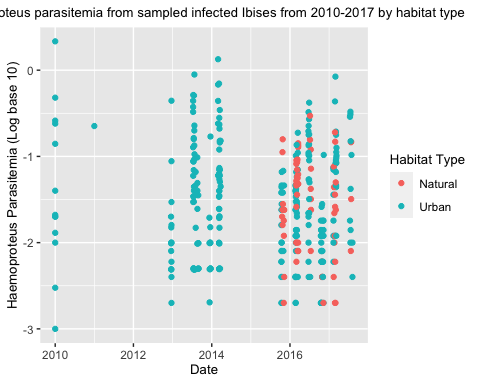 oteus parasitemia from sampled infected Ibises from 2010-2017 by habitat type
Haemoproteus Parasitemia (Log base 10)
0
-1
-2
-3
2010
2012
2014
2016
Date
Habitat Type
Natural
Urban